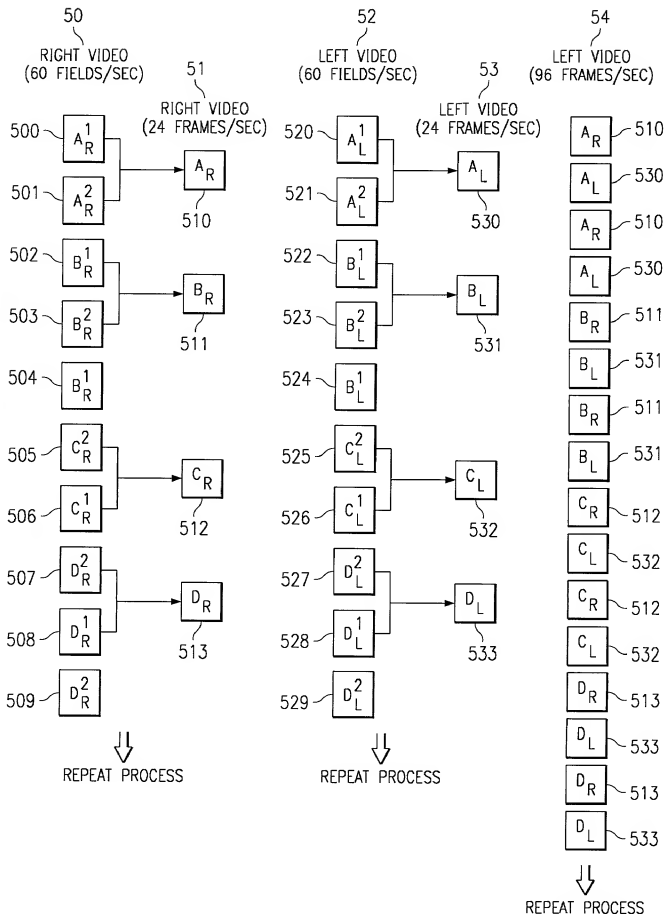 50
RIGHT VIDEO
(60 FIELDS/SEC)
51
RIGHT VIDEO
(24 FRAMES/SEC)
500
A¹R
501
A²R
AR
510
502
B¹R
503
B²R
BR
511
504
B¹R
505
C²R
506
C¹R
CR
512
507
D²R
508
D¹R
DR
513
509
D²R
REPEAT PROCESS
52
LEFT VIDEO
(60 FIELDS/SEC)
53
LEFT VIDEO
(24 FRAMES/SEC)
520
A¹L
521
A²L
AL
530
522
B¹L
523
B²L
BL
531
524
B¹L
525
C²L
526
C¹L
CL
532
527
D²L
528
D¹L
DL
533
529
D²L
REPEAT PROCESS
54
LEFT VIDEO
(96 FRAMES/SEC)
AR 510
AL 530
AR 510
AL 530
BR 511
BL 531
BR 511
BL 531
CR 512
CL 532
CR 512
CL 532
DR 513
DL 533
DR 513
DL 533
REPEAT PROCESS